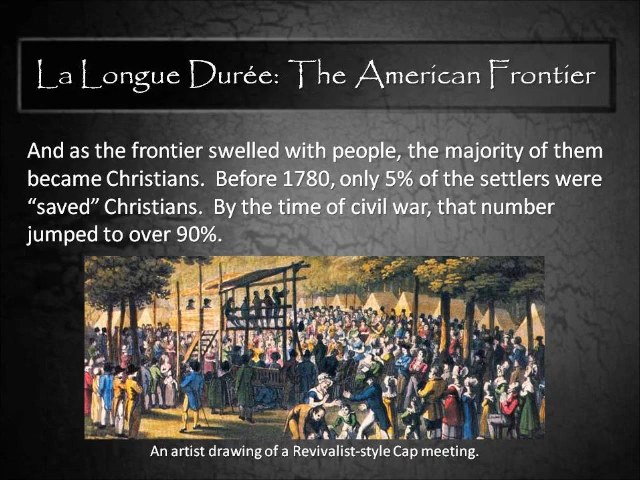 La Longue Durée: The American Frontier
And as the frontier swelled with people, the majority of them
became Christians.  Before 1780, only 5% of the settlers were
“saved” Christians.  By the time of civil war, that number
jumped to over 90%.
An artist drawing of a Revivalist-style Cap meeting.